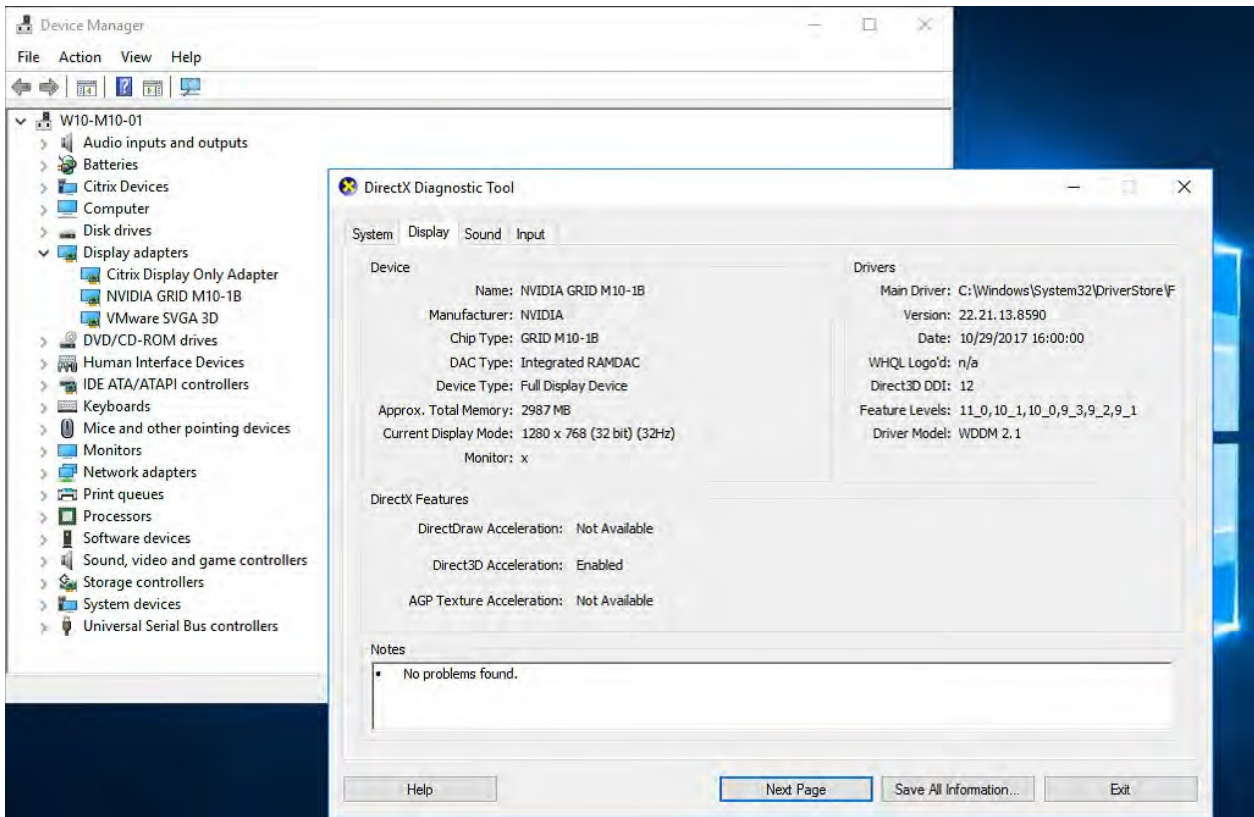 Device Manager
File Action View Help
W10-M10-01
Audio inputs and outputs
Batteries
Citrix Devices
Computer
Disk drives
Display adapters
Citrix Display Only Adapter
NVIDIA GRID M10-1B
VMware SVGA 3D
DVD/CD-ROM drives
Human Interface Devices
IDE ATA/ATAPI controllers
Keyboards
Mice and other pointing devices
Monitors
Network adapters
Print queues
Processors
Software devices
Sound, video and game controllers
Storage controllers
System devices
Universal Serial Bus controllers
DirectX Diagnostic Tool
System Display Sound Input
Device
Name: NVIDIA GRID M10-1B
Manufacturer: NVIDIA
Chip Type: GRID M10-1B
DAC Type: Integrated RAMDAC
Device Type: Full Display Device
Approx. Total Memory: 2987 MB
Current Display Mode: 1280 x 768 (32 bit) (32Hz)
Monitor: x
Drivers
Main Driver: C:\Windows\System32\DriverStore\F
Version: 22.21.13.8590
Date: 10/29/2017 16:00:00
WHQL Logo'd: n/a
Direct3D DDI: 12
Feature Levels: 11_0,10_1,10_0,9_3,9_2,9_1
Driver Model: WDDM 2.1
DirectX Features
DirectDraw Acceleration: Not Available
Direct3D Acceleration: Enabled
AGP Texture Acceleration: Not Available
Notes
• No problems found.
Help Next Page Save All Information... Exit